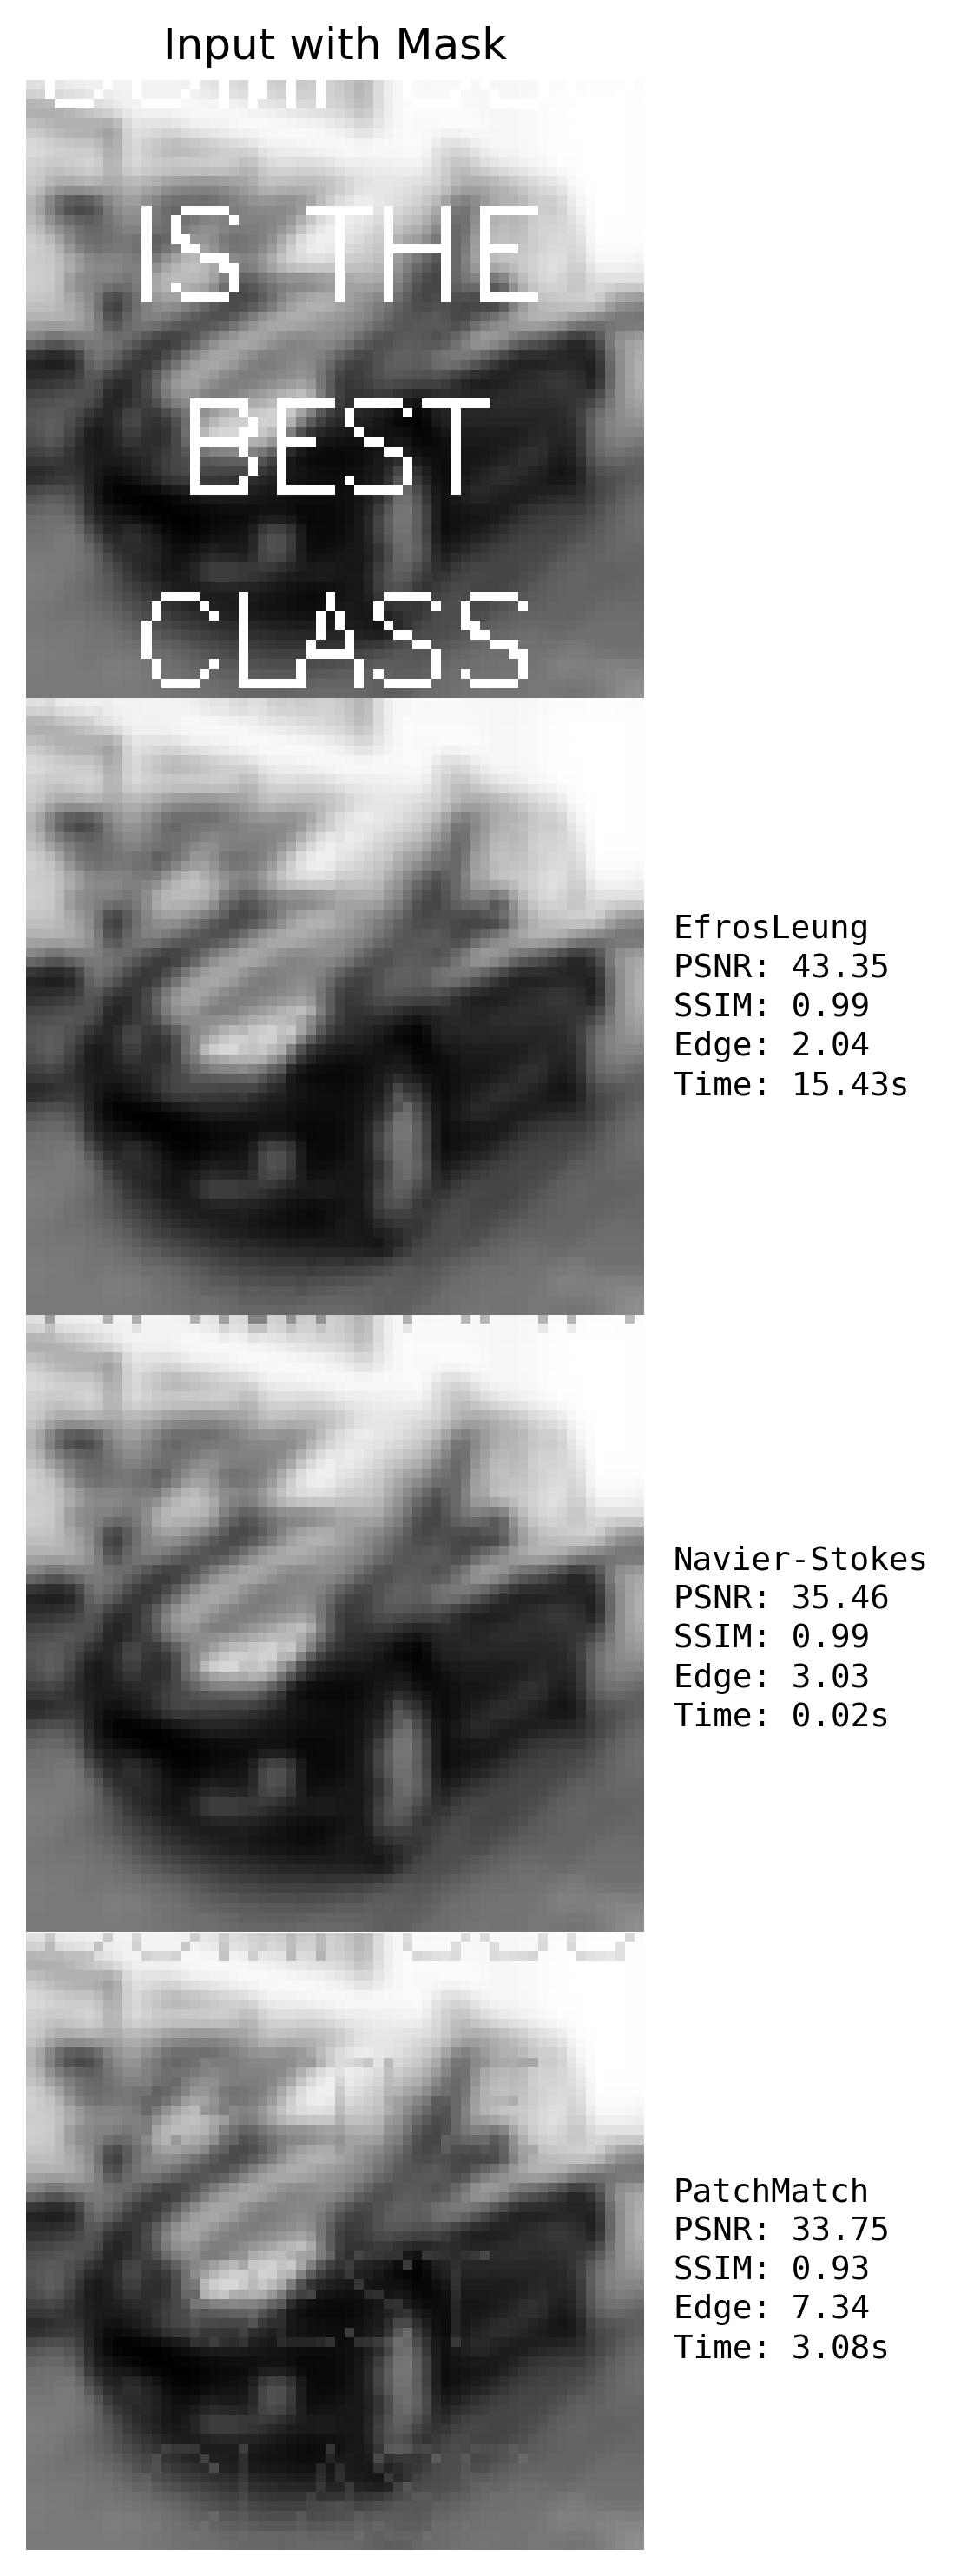 Input with Mask
IS THE
BEST
CLASS
EfrosLeung
PSNR: 43.35
SSIM: 0.99
Edge: 2.04
Time: 15.43s
Navier-Stokes
PSNR: 35.46
SSIM: 0.99
Edge: 3.03
Time: 0.02s
PatchMatch
PSNR: 33.75
SSIM: 0.93
Edge: 7.34
Time: 3.08s